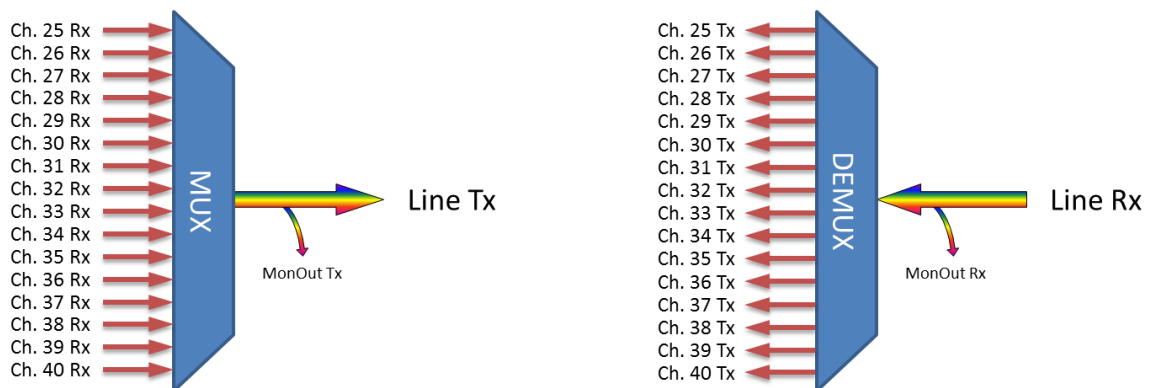 Ch. 25 Rx
Ch. 26 Rx
Ch. 27 Rx
Ch. 28 Rx
Ch. 29 Rx
Ch. 30 Rx
Ch. 31 Rx
Ch. 32 Rx
Ch. 33 Rx
Ch. 34 Rx
Ch. 35 Rx
Ch. 36 Rx
Ch. 37 Rx
Ch. 38 Rx
Ch. 39 Rx
Ch. 40 Rx
MUX
Line Tx
MonOut Tx
Ch. 25 Tx
Ch. 26 Tx
Ch. 27 Tx
Ch. 28 Tx
Ch. 29 Tx
Ch. 30 Tx
Ch. 31 Tx
Ch. 32 Tx
Ch. 33 Tx
Ch. 34 Tx
Ch. 35 Tx
Ch. 36 Tx
Ch. 37 Tx
Ch. 38 Tx
Ch. 39 Tx
Ch. 40 Tx
DEMUX
Line Rx
MonOut Rx